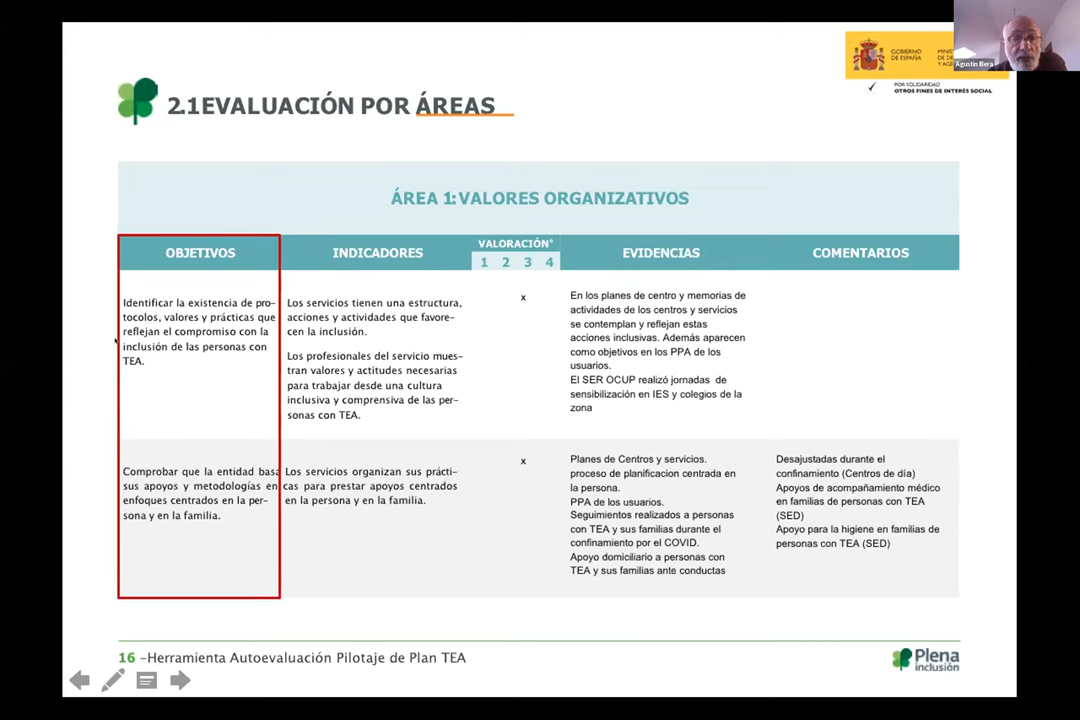 GOBIERNO
DE ESPAÑA
POR SOLIDARIDAD
OTROS FINES DE INTERÉS SOCIAL
2.1EVALUACIÓN POR ÁREAS
ÁREA 1:VALORES ORGANIZATIVOS
OBJETIVOS
INDICADORES
VALORACIÓN*
1 2 3 4
EVIDENCIAS
COMENTARIOS
Identificar la existencia de pro-
tocolos, valores y prácticas que
reflejan el compromiso con la
inclusión de las personas con
TEA.
Los servicios tienen una estructura,
acciones y actividades que favore-
cen la inclusión.
Los profesionales del servicio mues-
tran valores y actitudes necesarias
para trabajar desde una cultura
inclusiva y comprensiva de las per-
sonas con TEA.
x
En los planes de centro y memorias de
actividades de los centros y servicios
se contemplan y reflejan estas
acciones inclusivas. Además aparecen
como objetivos en los PPA de los
usuarios.
El SER OCUP realizó jornadas de
sensibilización en IES y colegios de la
zona
Comprobar que la entidad basa
sus apoyos y metodologías en
enfoques centrados en la per-
sona y en la familia.
Los servicios organizan sus prácti-
cas para prestar apoyos centrados
en la persona y en la familia.
x
Planes de Centros y servicios.
proceso de planificacion centrada en
la persona.
PPA de los usuarios.
Seguimientos realizados a personas
con TEA y sus familias durante el
confinamiento por el COVID.
Apoyo domiciliario a personas con
TEA y sus familias ante conductas
Desajustadas durante el
confinamiento (Centros de día)
Apoyos de acompañamiento médico
en familias de personas con TEA
(SED)
Apoyo para la higiene en familias de
personas con TEA (SED)
16 –Herramienta Autoevaluación Pilotaje de Plan TEA
Plena
inclusión